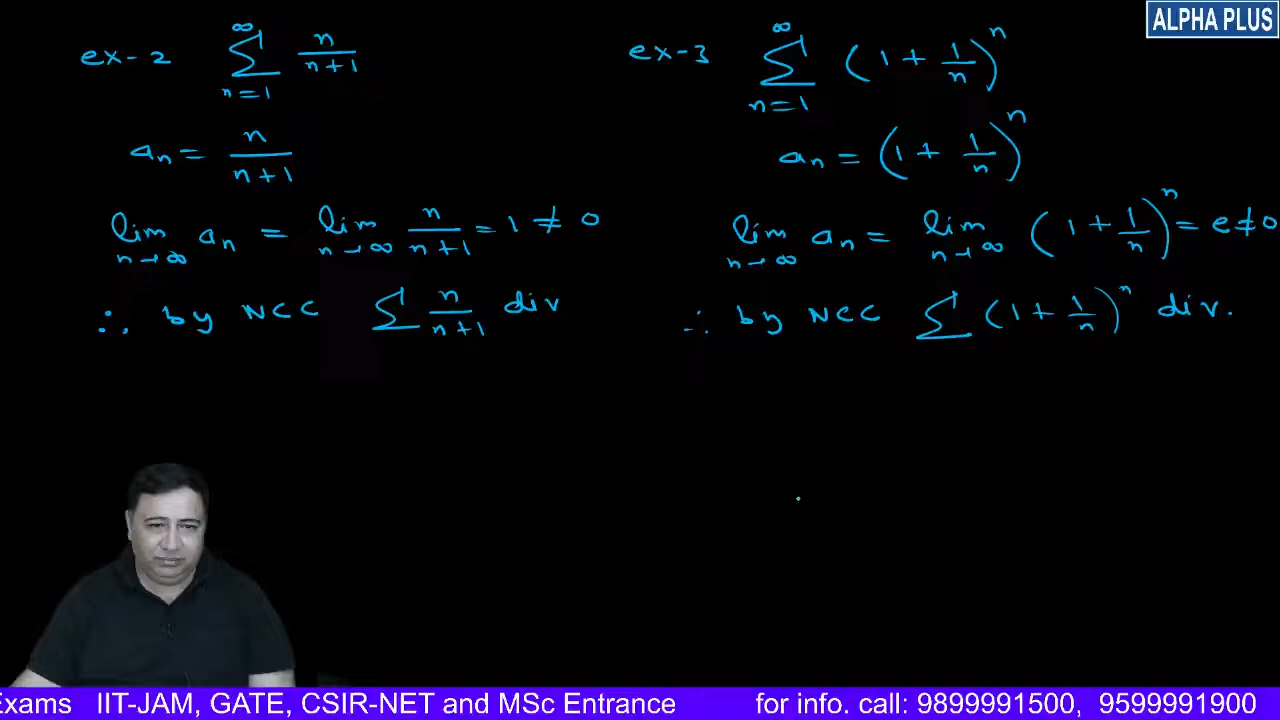 ALPHA PLUS
ex-2 ∑_{n=1}^{∞} n/(n+1)
a_n = n/(n+1)
lim_{n→∞} a_n = lim_{n→∞} n/(n+1) = 1 ≠ 0
∴ by NCC ∑ n/(n+1) div
ex-3 ∑_{n=1}^{∞} (1 + 1/n)^n
a_n = (1 + 1/n)^n
lim_{n→∞} a_n = lim_{n→∞} (1 + 1/n)^n = e ≠ 0
∴ by NCC ∑ (1 + 1/n)^n div.
Exams IIT-JAM, GATE, CSIR-NET and MSc Entrance for info. call: 9899991500, 9599991900